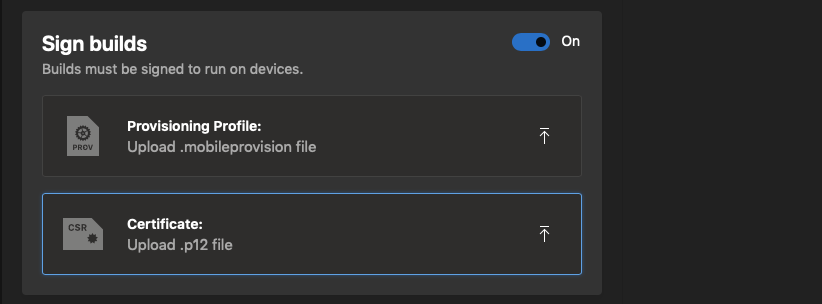 Sign builds
On
Builds must be signed to run on devices.
PROV
Provisioning Profile:
Upload .mobileprovision file
CSR
Certificate:
Upload .p12 file